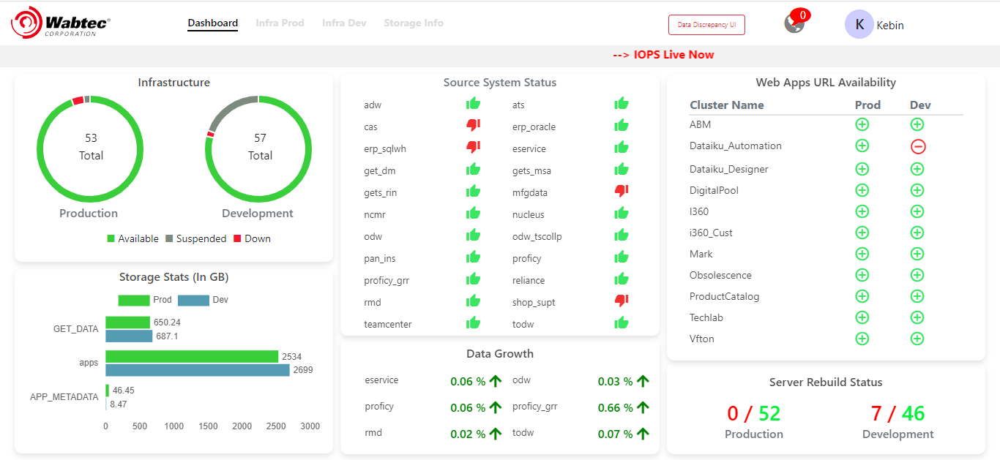 Wabtec
CORPORATION
Dashboard Infra Prod Infra Dev Storage Info
Data Discrepancy UI
0
K Kebin
--> IOPS Live Now
Infrastructure
53
Total
57
Total
Production Development
Available Suspended Down
Storage Stats (In GB)
Prod Dev
GET_DATA 650.24
687.1
apps 2534
2699
APP_METADATA 46.45
8.47
0 500 1000 1500 2000 2500 3000
Source System Status
adw ats
cas erp_oracle
erp_sqlwh eservice
get_dm gets_msa
gets_rin mfgdata
ncmr nucleus
odw odw_tscollp
pan_ins proficy
proficy_grr reliance
rmd shop_supt
teamcenter todw
Data Growth
eservice 0.06 % odw 0.03 %
proficy 0.06 % proficy_grr 0.66 %
rmd 0.02 % todw 0.07 %
Web Apps URL Availability
Cluster Name Prod Dev
ABM
Dataiku_Automation
Dataiku_Designer
DigitalPool
I360
i360_Cust
Mark
Obsolescence
ProductCatalog
Techlab
Vfton
Server Rebuild Status
0 / 52 7 / 46
Production Development